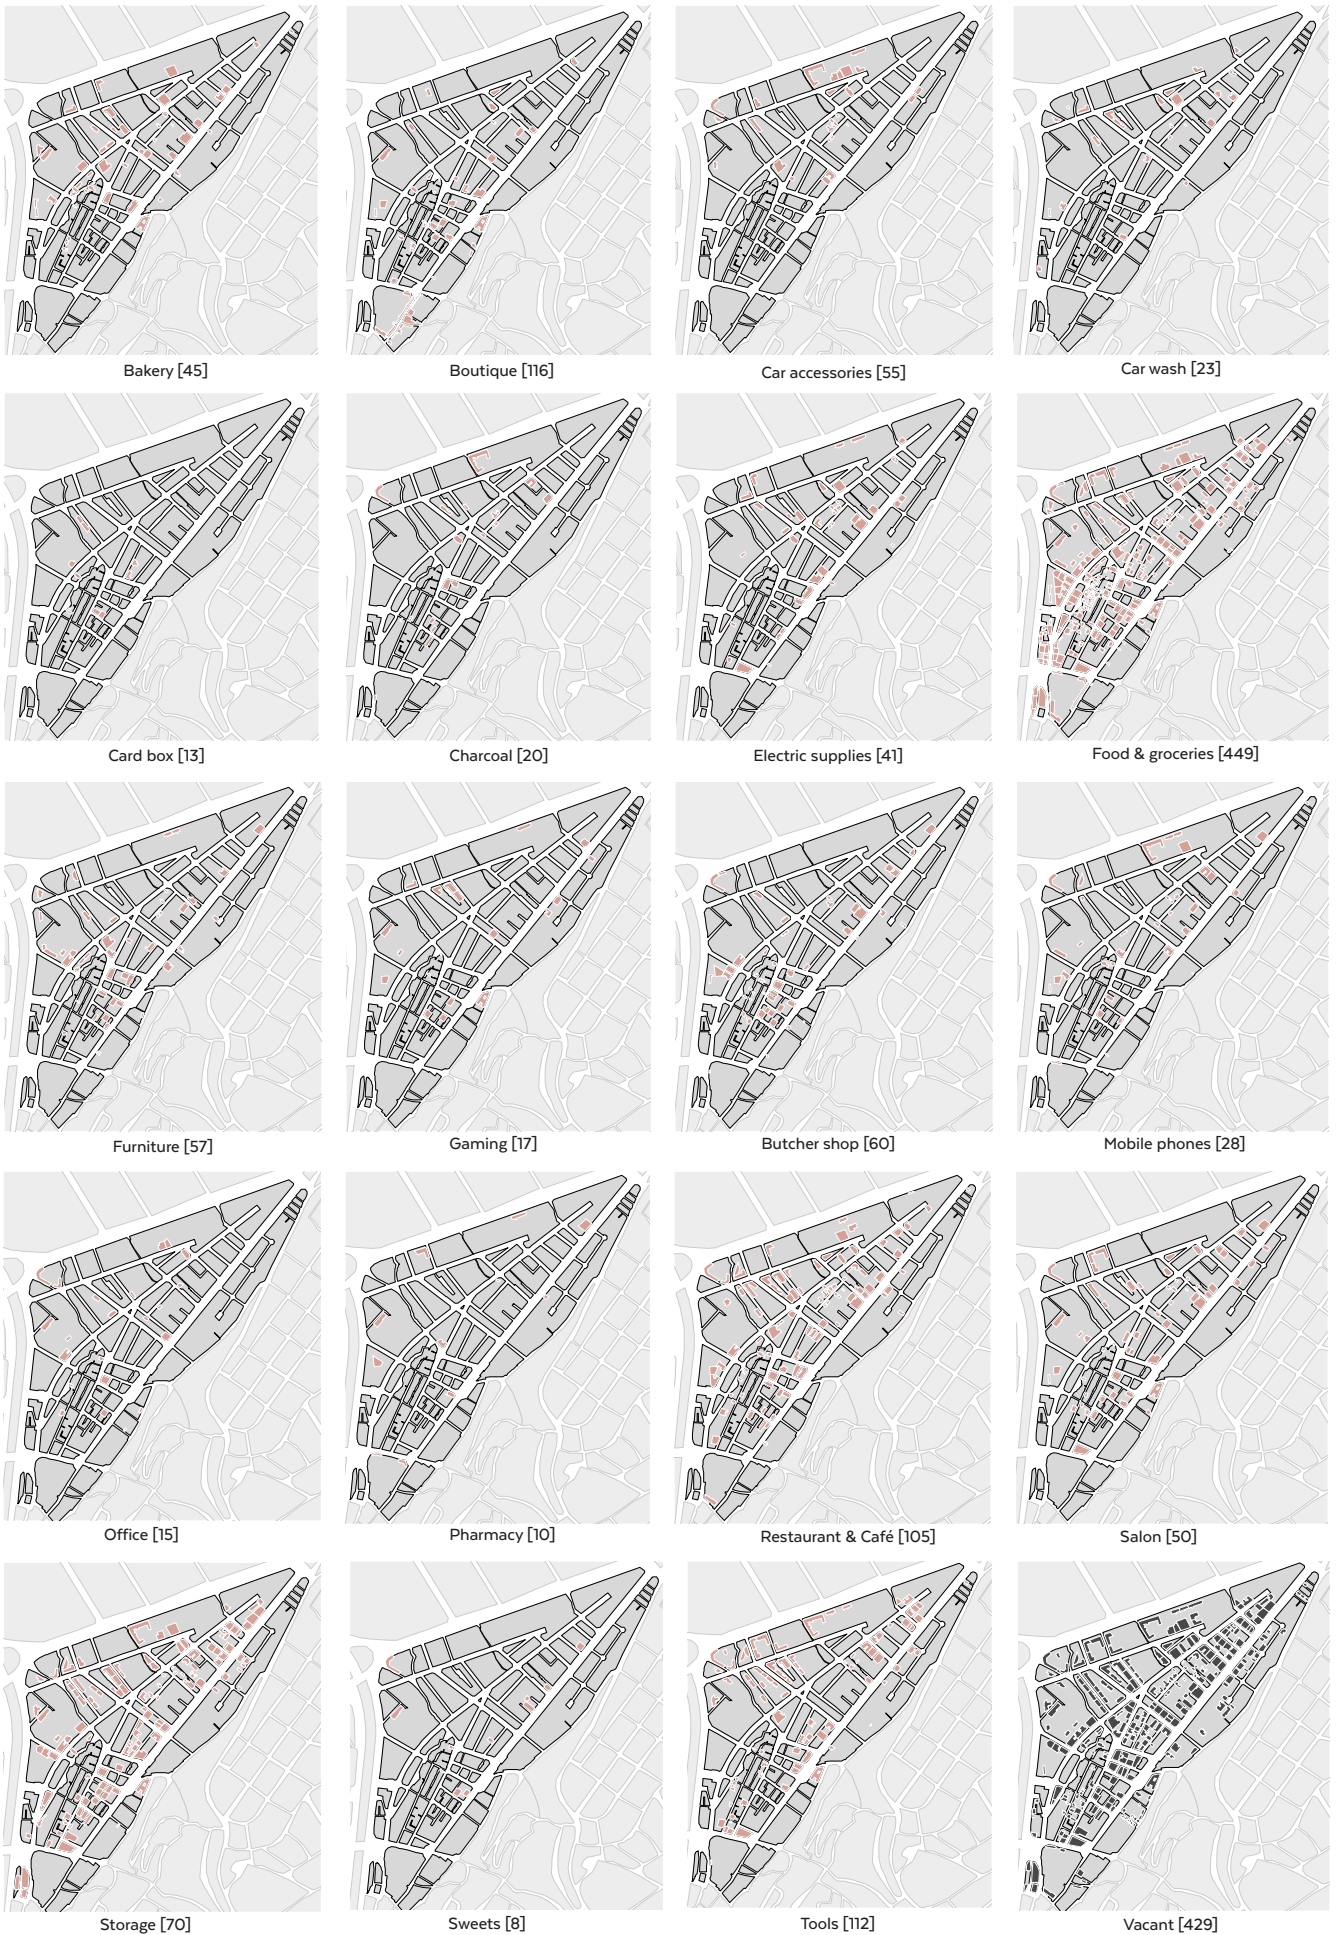 Bakery [45]
Boutique [116]
Car accessories [55]
Car wash [23]
Card box [13]
Charcoal [20]
Electric supplies [41]
Food & groceries [449]
Furniture [57]
Gaming [17]
Butcher shop [60]
Mobile phones [28]
Office [15]
Pharmacy [10]
Restaurant & Café [105]
Salon [50]
Storage [70]
Sweets [8]
Tools [112]
Vacant [429]